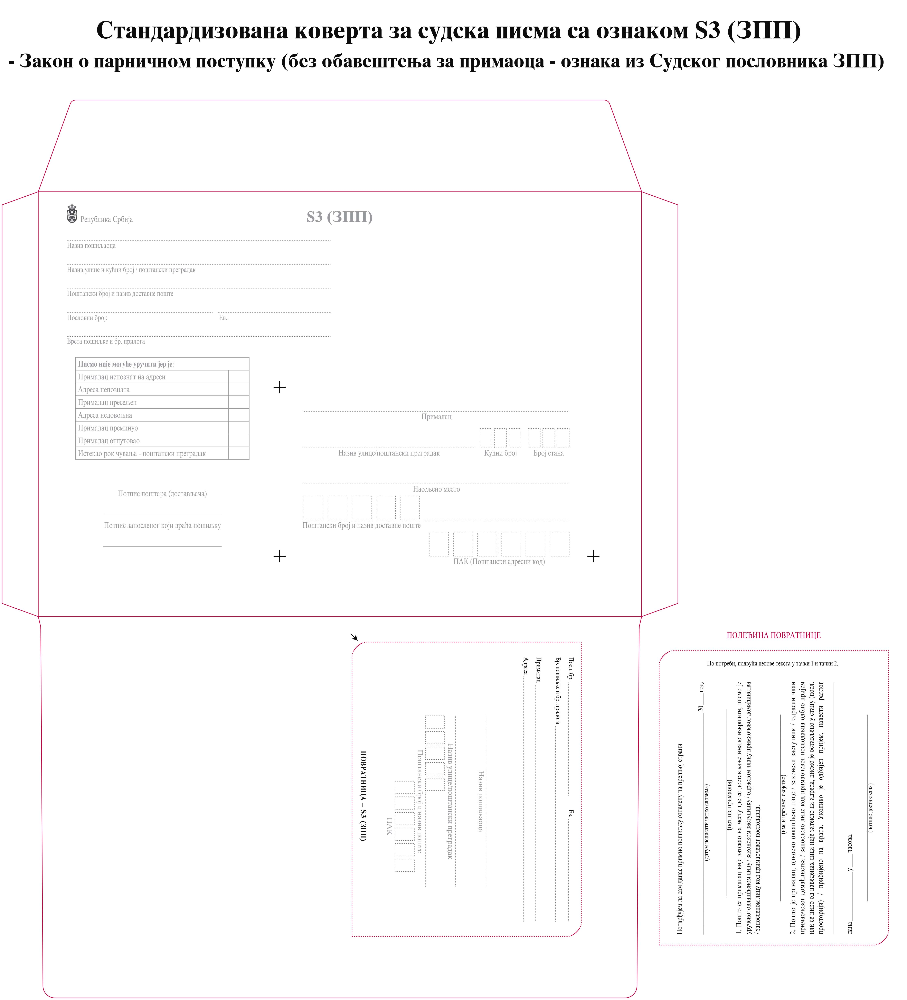 Стандардизована коверта за судска писма са ознаком S3 (ЗПП)
- Закон о парничном поступку (без обавештења за примаоца - ознака из Судског пословника ЗПП)
Република Србија
S3 (ЗПП)
Назив пошиљаоца
Назив улице и кућни број / поштански преградак
Поштански број и назив доставне поште
Пословни број: Ев.:
Врста пошиљке и бр. прилога
Писмо није могуће уручити јер је:
Прималац непознат на адреси
Адреса непозната
Прималац пресељен
Адреса недовољна
Прималац преминуо
Прималац отпутовао
Истекао рок чувања - поштански преградак
Потпис поштара (достављача)
Потпис запосленог који враћа пошиљку
Прималац
Назив улице/поштански преградак Кућни број Број стана
Насељено место
Поштански број и назив доставне поште
ПАК (Поштански адресни код)
Посл. бр. Ев.
Вр. пошиљке и бр. прилога
Прималац
Адреса
Назив пошиљаоца
Назив улице/поштански преградак
Поштански број и назив поште
ПАК
ПОВРАТНИЦА – S3 (ЗПП)
ПОЛЕЂИНА ПОВРАТНИЦЕ
По потреби, подвући делове текста у тачки 1 и тачки 2.
Потврђујем да сам данас примио пошиљку означену на предњој страни
20 ___ год.
(датум исписати читко словима)
(потпис примаоца)
1. Пошто се прималац није затекао на месту где се достављање имало извршити, писмо је
уручено: овлашћеном лицу / законском заступнику / одраслом члану примаочевог домаћинства
/ запосленом лицу код примаочевог послодавца.
(име и презиме, својство)
2. Пошто је прималац, односно овлашћено лице / законски заступник / одрасли члан
примаочевог домаћинства / запослено лице код примаочевог послодавца одбио пријем
или се нико од наведених лица није затекло на адреси, писмо је остављено у стану (посл.
просторији) / прибијено на врата. Уколико је одбијен пријем, навести разлог
дана ______ у ___ часова.
(потпис достављача)